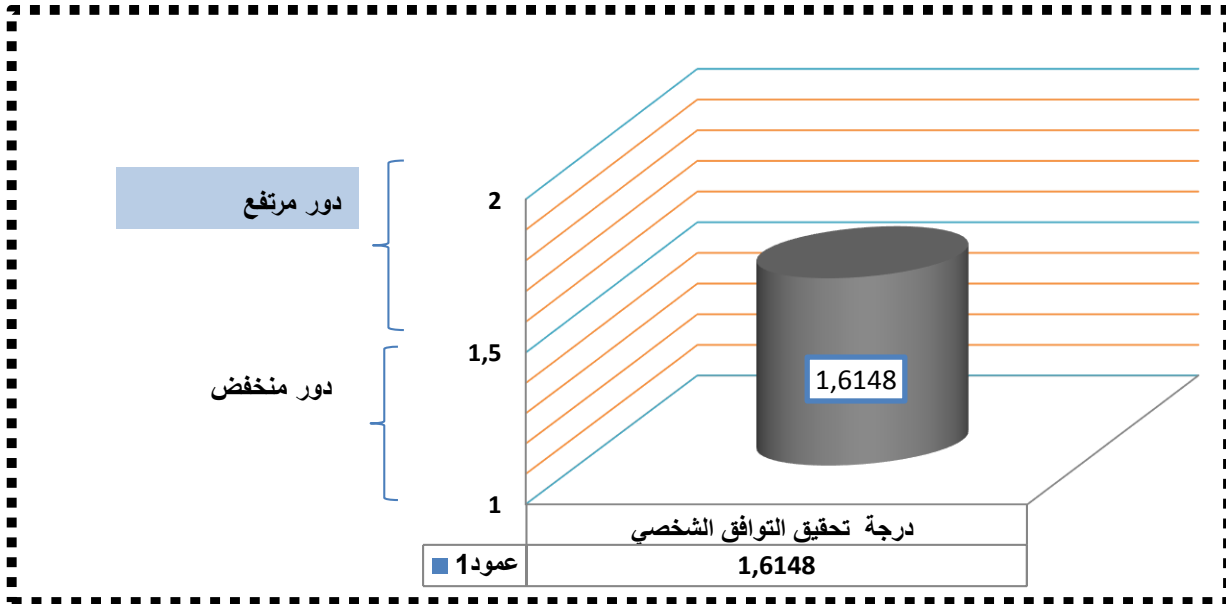 دور مرتفع
دور منخفض
2
1,5
1
1,6148
درجة تحقيق التوافق الشخصي
عمود1
1,6148